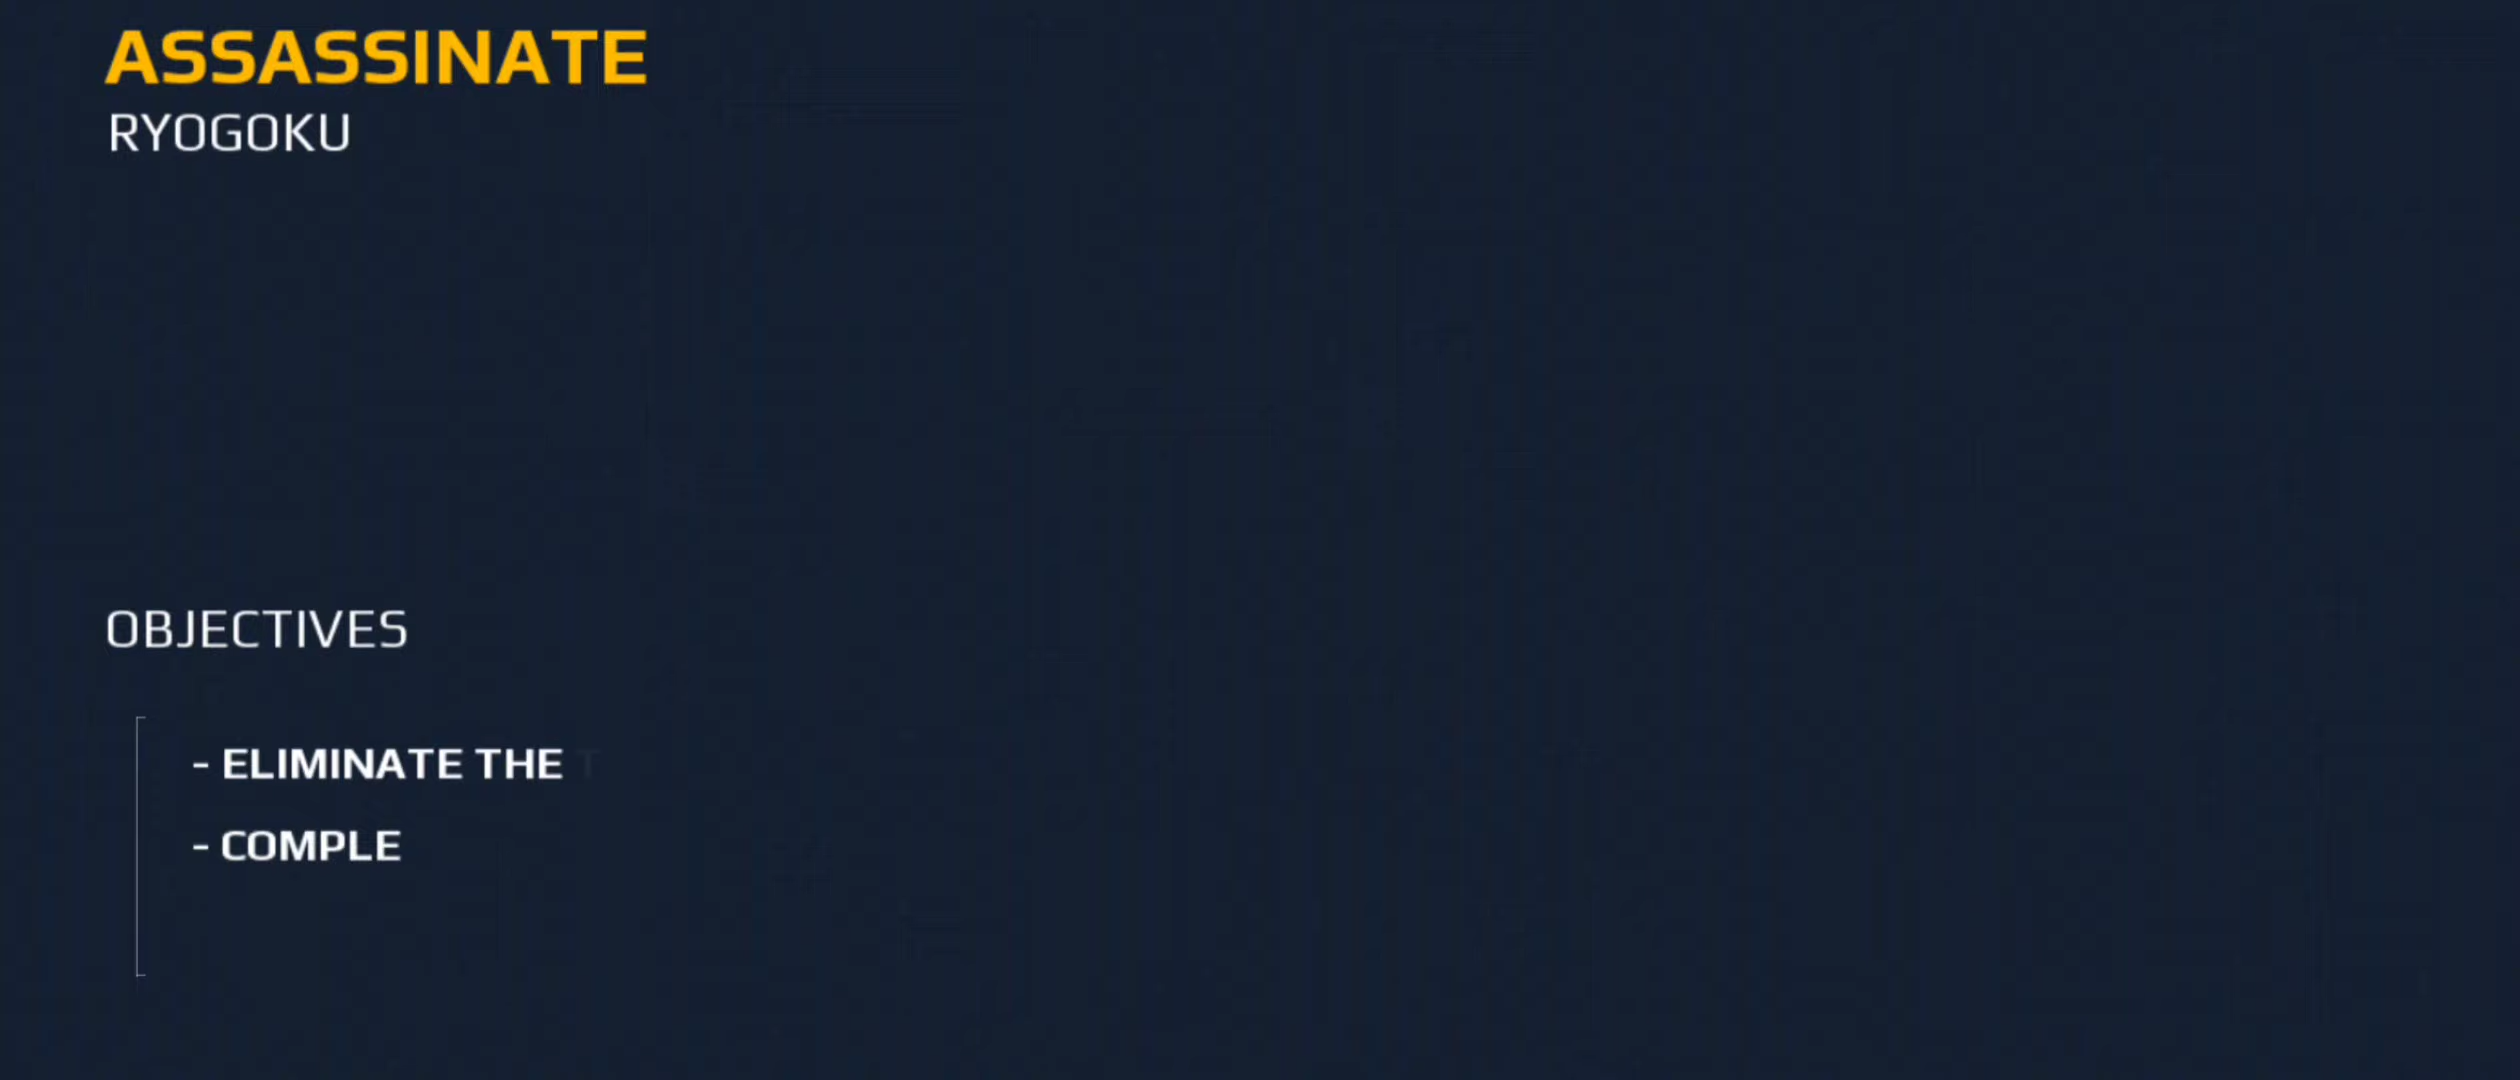 ASSASSINATE
RYOGOKU
OBJECTIVES
- ELIMINATE THE T
- COMPLE